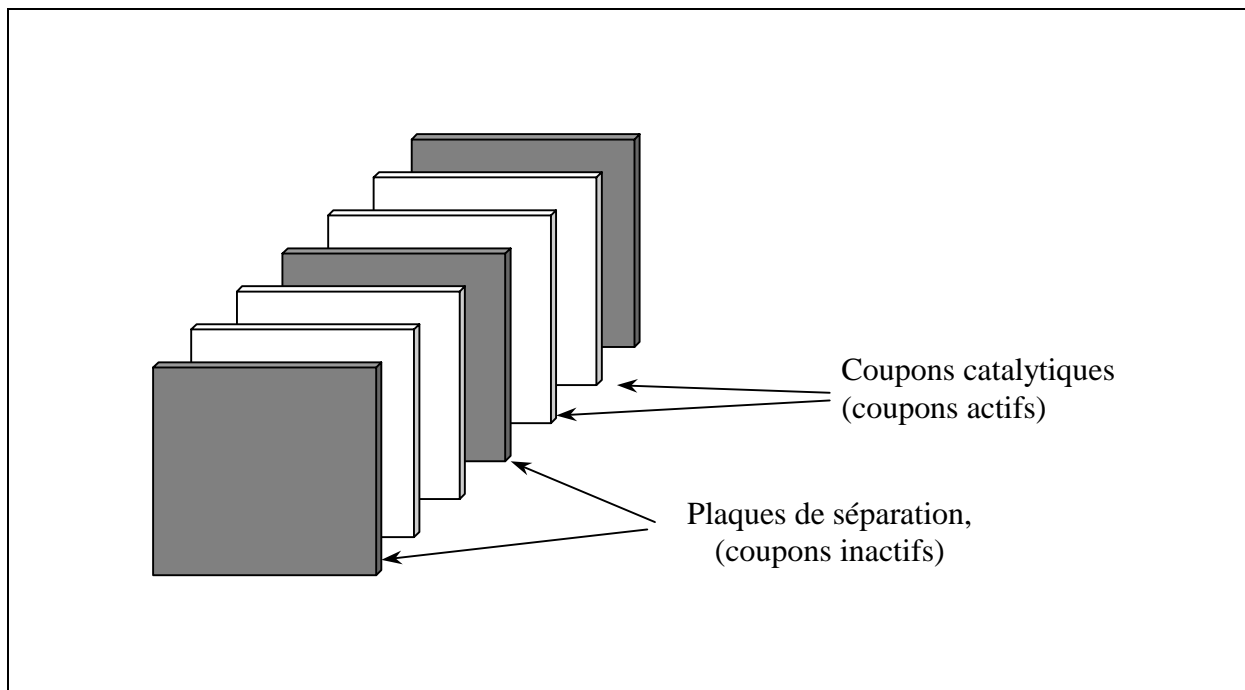 Coupons catalytiques
(coupons actifs)
Plaques de séparation,
(coupons inactifs)